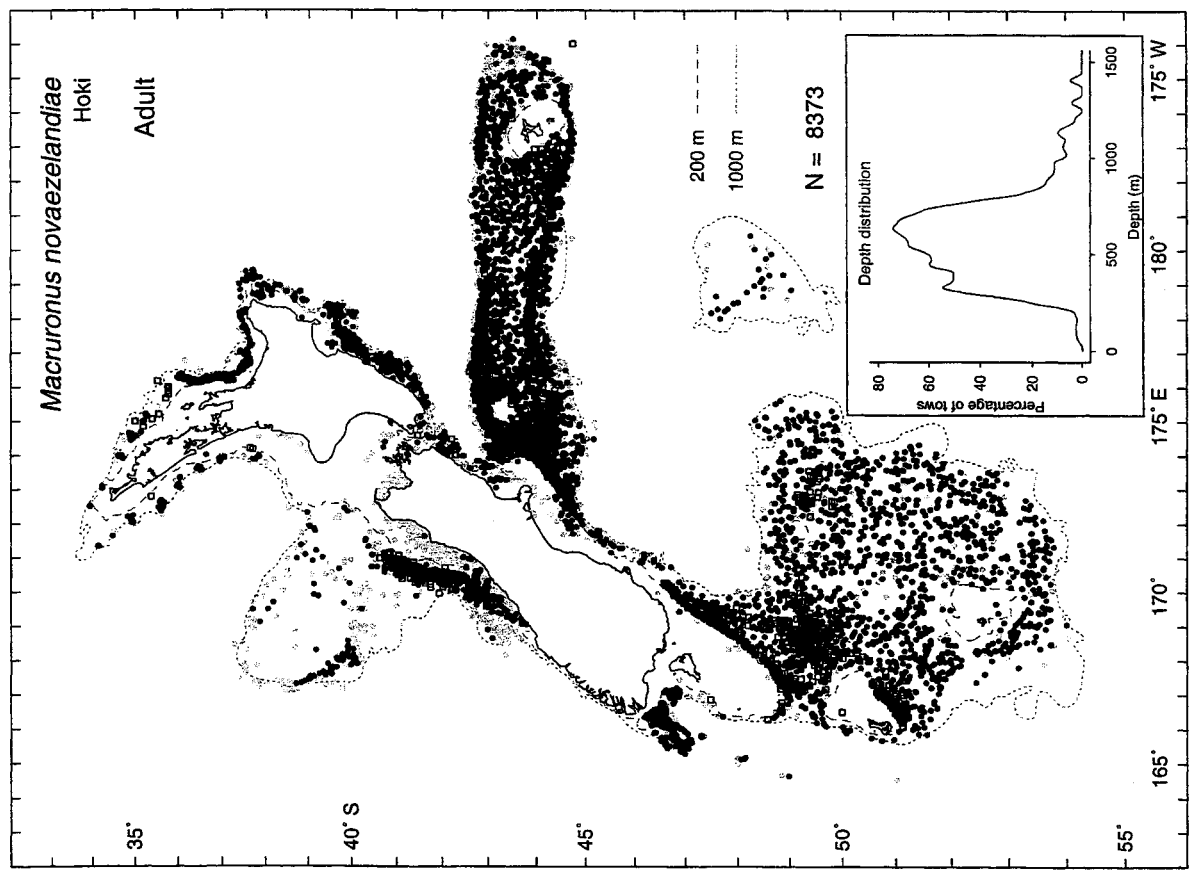 Macruronus novaezelandiae
Hoki
Adult
200 m
1000 m
N = 8373
Depth distribution
Percentage of tows
80
60
40
20
0
0
500
1000
1500
Depth (m)
35°
40° S
45°
50°
55°
165°
170°
175° E
180°
175° W